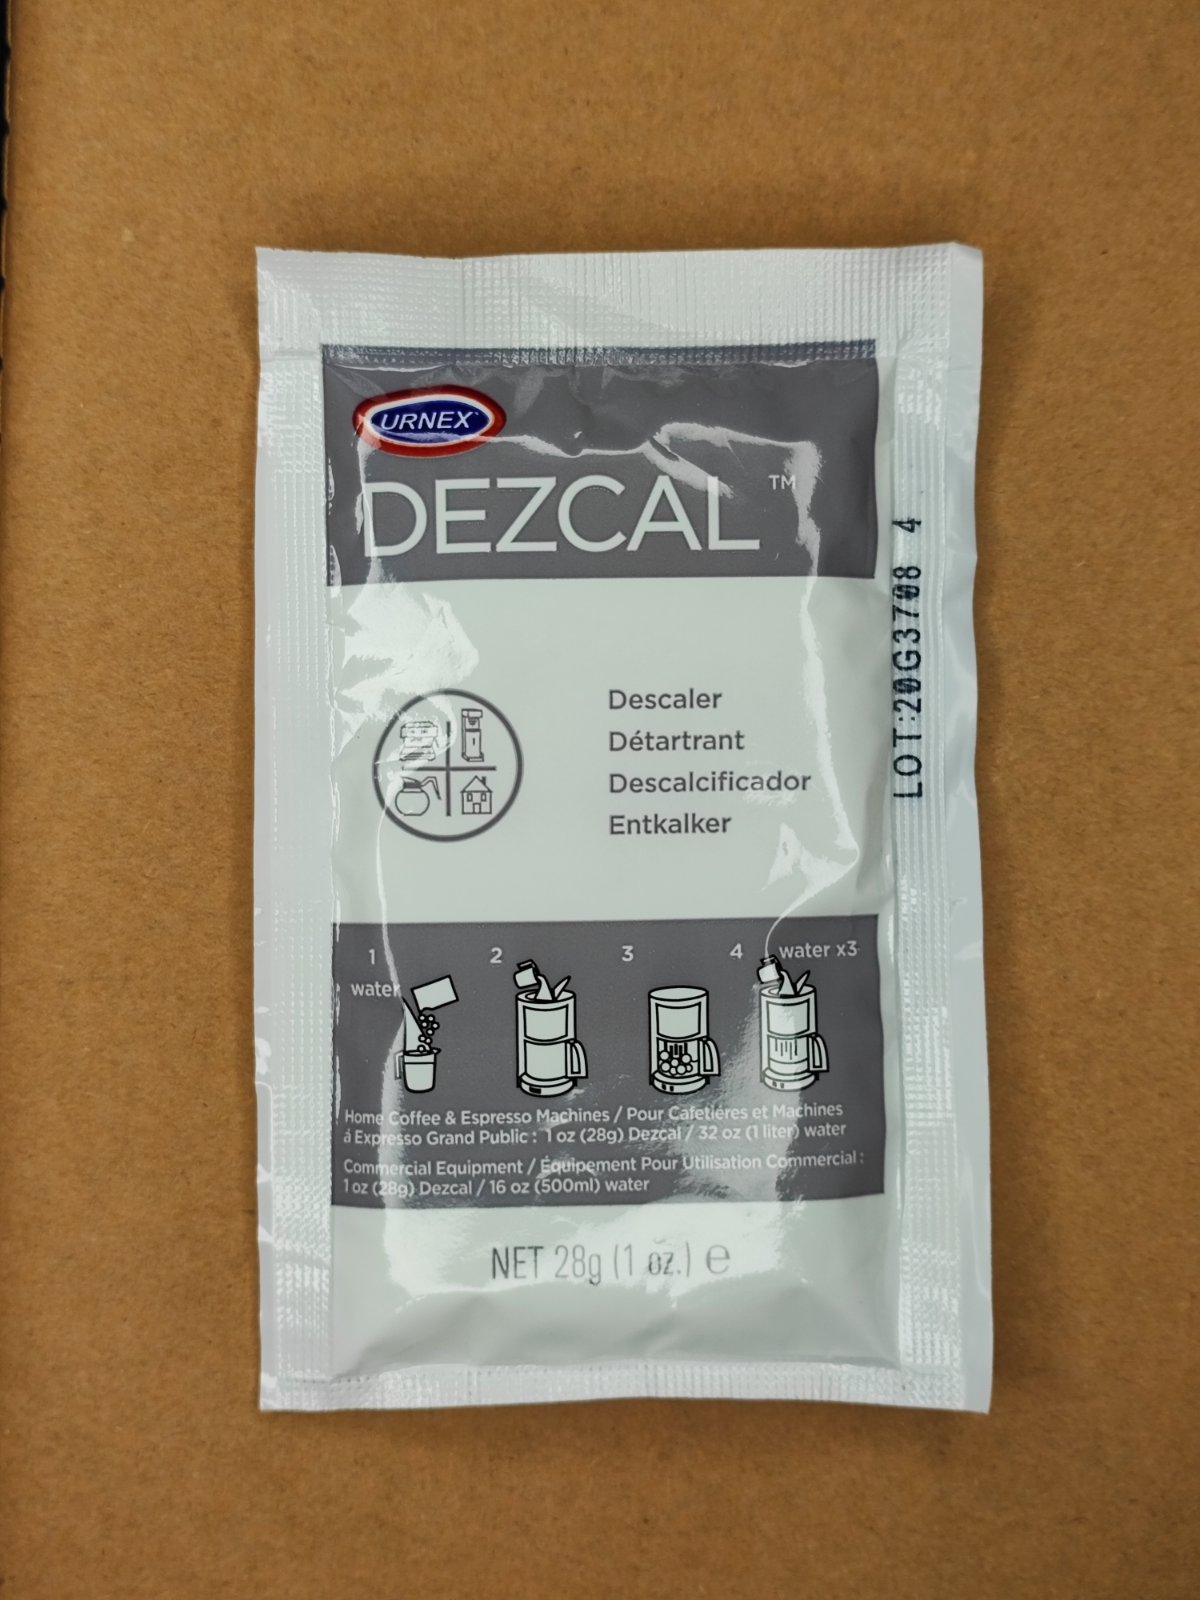 URNEX
DEZCAL™
Descaler
Détartrant
Descalcificador
Entkalker
1
2
3
4
water x3
water
Home Coffee & Espresso Machines / Pour Cafetiéres et Machines
á Expresso Grand Public : 1 oz (28g) Dezcal / 32 oz (1 liter) water
Commercial Equipment / Équipement Pour Utilisation Commercial :
1 oz (28g) Dezcal / 16 oz (500ml) water
NET 28g (1 oz.) ℮
LOT:20G3708 4